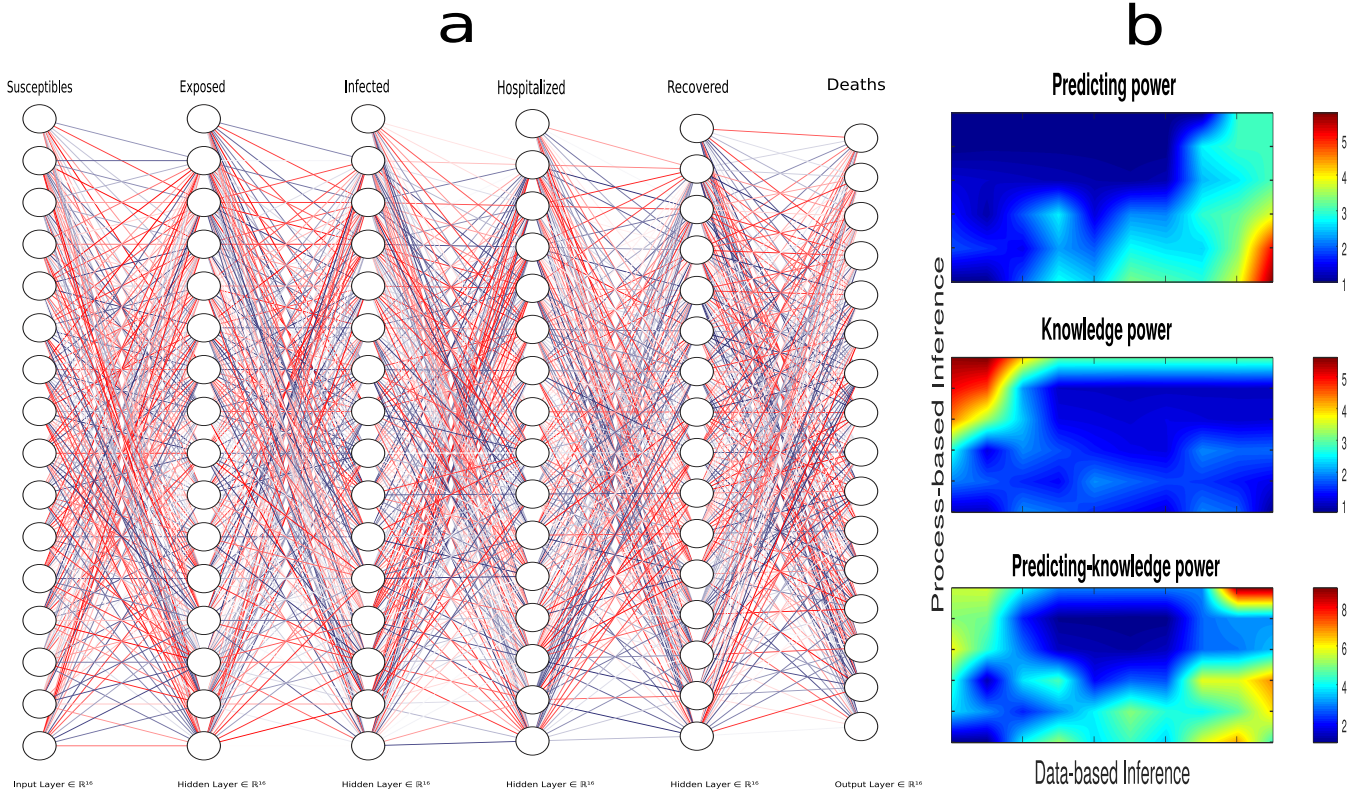 a
b
Susceptibles
Exposed
Infected
Hospitalized
Recovered
Deaths
Input Layer ∈ ℝ¹⁶
Hidden Layer ∈ ℝ¹⁶
Hidden Layer ∈ ℝ¹⁶
Hidden Layer ∈ ℝ¹⁶
Hidden Layer ∈ ℝ¹⁶
Output Layer ∈ ℝ¹⁶
Process-based Inference
Predicting power
5
4
3
2
1
Knowledge power
5
4
3
2
1
Predicting-knowledge power
8
6
4
2
Data-based Inference